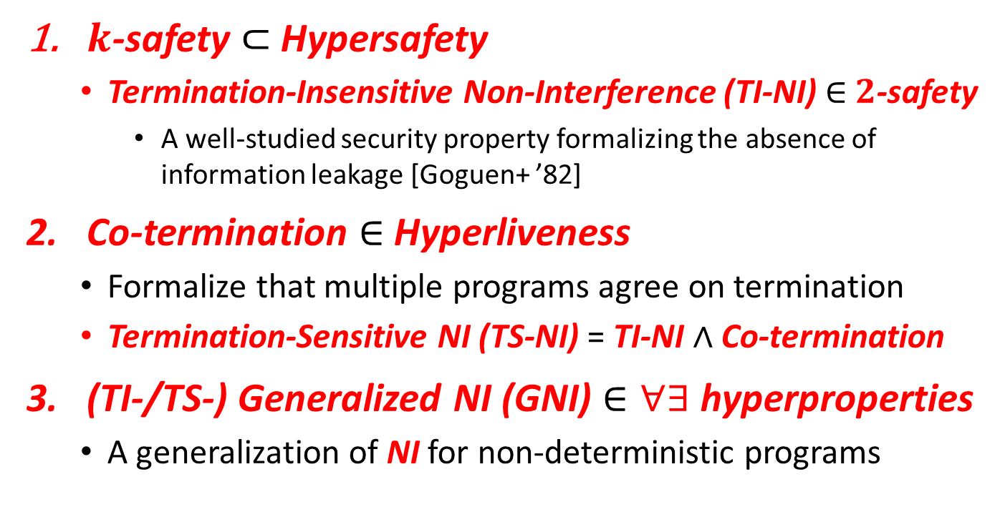 1. k-safety ⊂ Hypersafety
• Termination-Insensitive Non-Interference (TI-NI) ∈ 2-safety
• A well-studied security property formalizing the absence of
information leakage [Goguen+ ’82]
2. Co-termination ∈ Hyperliveness
• Formalize that multiple programs agree on termination
• Termination-Sensitive NI (TS-NI) = TI-NI ∧ Co-termination
3. (TI-/TS-) Generalized NI (GNI) ∈ ∀∃ hyperproperties
• A generalization of NI for non-deterministic programs